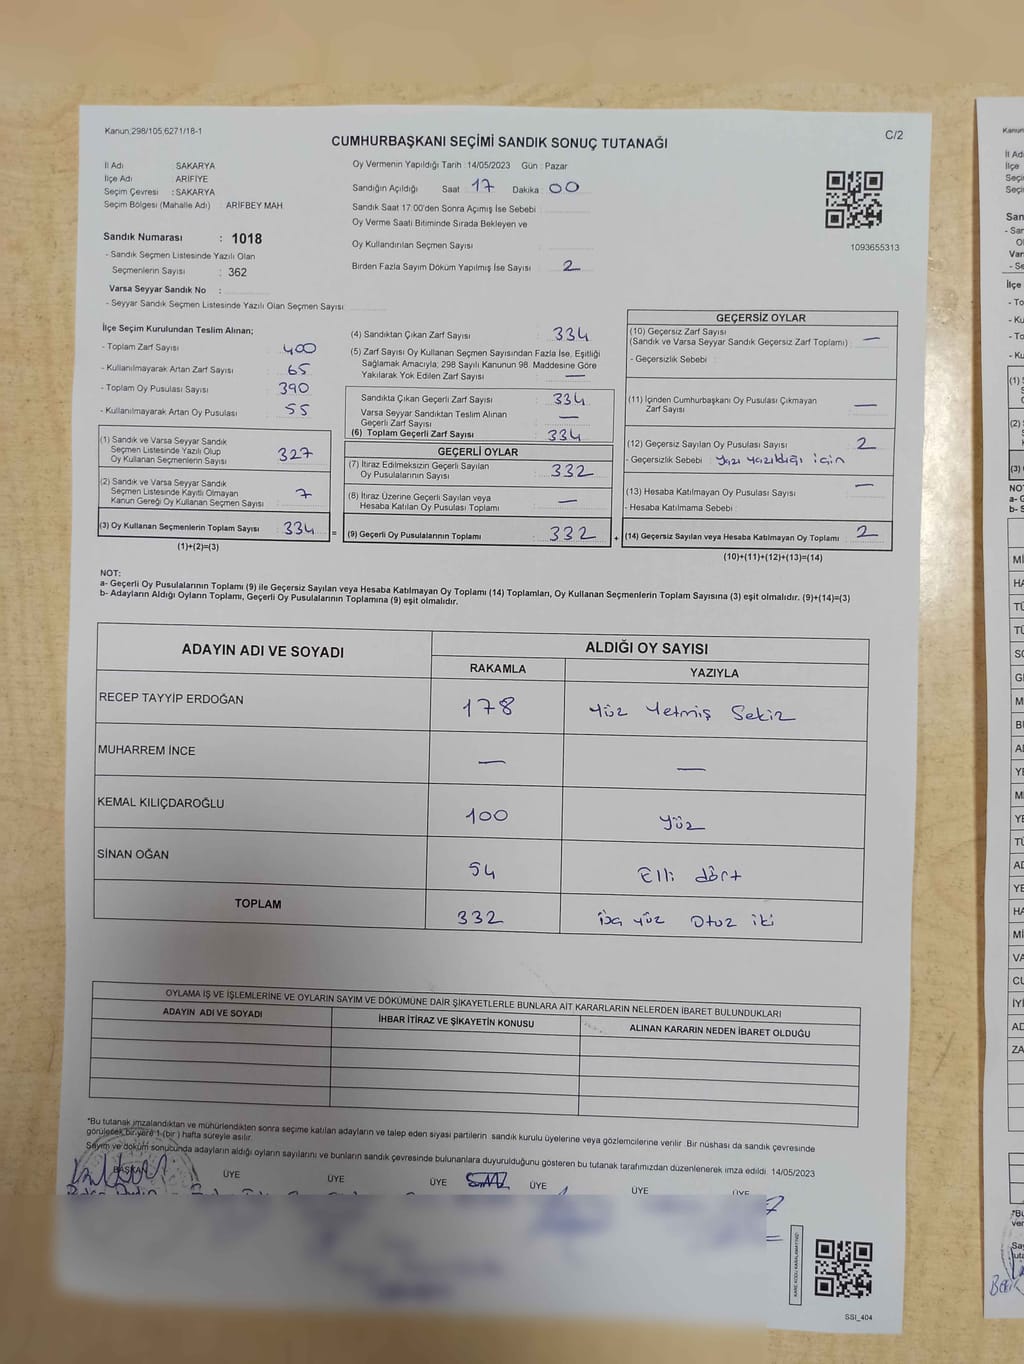 Kanun,298/105,6271/18-1
C/2
CUMHURBAŞKANI SEÇİMİ SANDIK SONUÇ TUTANAĞI
İl Adı SAKARYA
İlçe Adı ARİFİYE
Seçim Çevresi : SAKARYA
Seçim Bölgesi (Mahalle Adı) ARİFBEY MAH.
Oy Vermenin Yapıldığı Tarih : 14/05/2023 Gün : Pazar
Sandığın Açıldığı Saat 17 Dakika : 00
Sandık Saat 17.00'den Sonra Açımış İse Sebebi
Oy Verme Saati Bitiminde Sırada Bekleyen ve
Oy Kullandırılan Seçmen Sayısı
Birden Fazla Sayım Döküm Yapılmış İse Sayısı 2
1093655313
Sandık Numarası : 1018
- Sandık Seçmen Listesinde Yazılı Olan
Seçmenlerin Sayısı : 362
Varsa Seyyar Sandık No :
- Seyyar Sandık Seçmen Listesinde Yazılı Olan Seçmen Sayısı
İlçe Seçim Kurulundan Teslim Alınan;
- Toplam Zarf Sayısı 400
- Kullanılmayarak Artan Zarf Sayısı 65
- Toplam Oy Pusulası Sayısı 390
- Kullanılmayarak Artan Oy Pusulası 55
(1) Sandık ve Varsa Seyyar Sandık
Seçmen Listesinde Yazılı Olup
Oy Kullanan Seçmenlerin Sayısı 327
(2) Sandık ve Varsa Seyyar Sandık
Seçmen Listesinde Kayıtlı Olmayan
Kanun Gereği Oy Kullanan Seçmen Sayısı 7
(3) Oy Kullanan Seçmenlerin Toplam Sayısı 334 =
(1)+(2)=(3)
(4) Sandıktan Çıkan Zarf Sayısı : 334
(5) Zarf Sayısı Oy Kullanan Seçmen Sayısından Fazla İse, Eşitliği
Sağlamak Amacıyla; 298 Sayılı Kanunun 98. Maddesine Göre
Yakılarak Yok Edilen Zarf Sayısı : —
Sandıkta Çıkan Geçerli Zarf Sayısı : 334
Varsa Seyyar Sandıktan Teslim Alınan
Geçerli Zarf Sayısı —
(6) Toplam Geçerli Zarf Sayısı 334
GEÇERLİ OYLAR
(7) İtiraz Edilmeksizin Geçerli Sayılan
Oy Pusulalarının Sayısı : 332
(8) İtiraz Üzerine Geçerli Sayılan veya
Hesaba Katılan Oy Pusulası Toplamı : —
(9) Geçerli Oy Pusulalarının Toplamı : 332 +
GEÇERSİZ OYLAR
(10) Geçersiz Zarf Sayısı
(Sandık ve Varsa Seyyar Sandık Geçersiz Zarf Toplamı) : —
- Geçersizlik Sebebi :
(11) İçinden Cumhurbaşkanı Oy Pusulası Çıkmayan
Zarf Sayısı —
(12) Geçersiz Sayılan Oy Pusulası Sayısı : 2
- Geçersizlik Sebebi : Yazı Yazıldığı için
(13) Hesaba Katılmayan Oy Pusulası Sayısı : —
- Hesaba Katılmama Sebebi :
(14) Geçersiz Sayılan veya Hesaba Katılmayan Oy Toplamı : 2
(10)+(11)+(12)+(13)=(14)
NOT:
a- Geçerli Oy Pusulalarının Toplamı (9) ile Geçersiz Sayılan veya Hesaba Katılmayan Oy Toplamı (14) Toplamları, Oy Kullanan Seçmenlerin Toplam Sayısına (3) eşit olmalıdır. (9)+(14)=(3)
b- Adayların Aldığı Oyların Toplamı, Geçerli Oy Pusulalarının Toplamına (9) eşit olmalıdır.
ADAYIN ADI VE SOYADI ALDIĞI OY SAYISI
RAKAMLA YAZIYLA
RECEP TAYYİP ERDOĞAN 178 Yüz Yetmiş Sekiz
MUHARREM İNCE — —
KEMAL KILIÇDAROĞLU 100 Yüz
SİNAN OĞAN 54 Elli dört
TOPLAM 332 üç yüz Otuz iki
OYLAMA İŞ VE İŞLEMLERİNE VE OYLARIN SAYIM VE DÖKÜMÜNE DAİR ŞİKAYETLERLE BUNLARA AİT KARARLARIN NELERDEN İBARET BULUNDUKLARI
ADAYIN ADI VE SOYADI İHBAR İTİRAZ VE ŞİKAYETİN KONUSU ALINAN KARARIN NEDEN İBARET OLDUĞU
*Bu tutanak imzalandıktan ve mühürlendikten sonra seçime katılan adayların ve talep eden siyasi partilerin sandık kurulu üyelerine veya gözlemcilerine verilir. Bir nüshası da sandık çevresinde
görülecek bir yere 1 (bir) hafta süreyle asılır.
Sayım ve döküm sonucunda adayların aldığı oyların sayılarını ve bunların sandık çevresinde bulunanlara duyurulduğunu gösteren bu tutanak tarafımızdan düzenlenerek imza edildi. 14/05/2023
BAŞKAN ÜYE ÜYE ÜYE ÜYE ÜYE ÜYE
SSİ_404